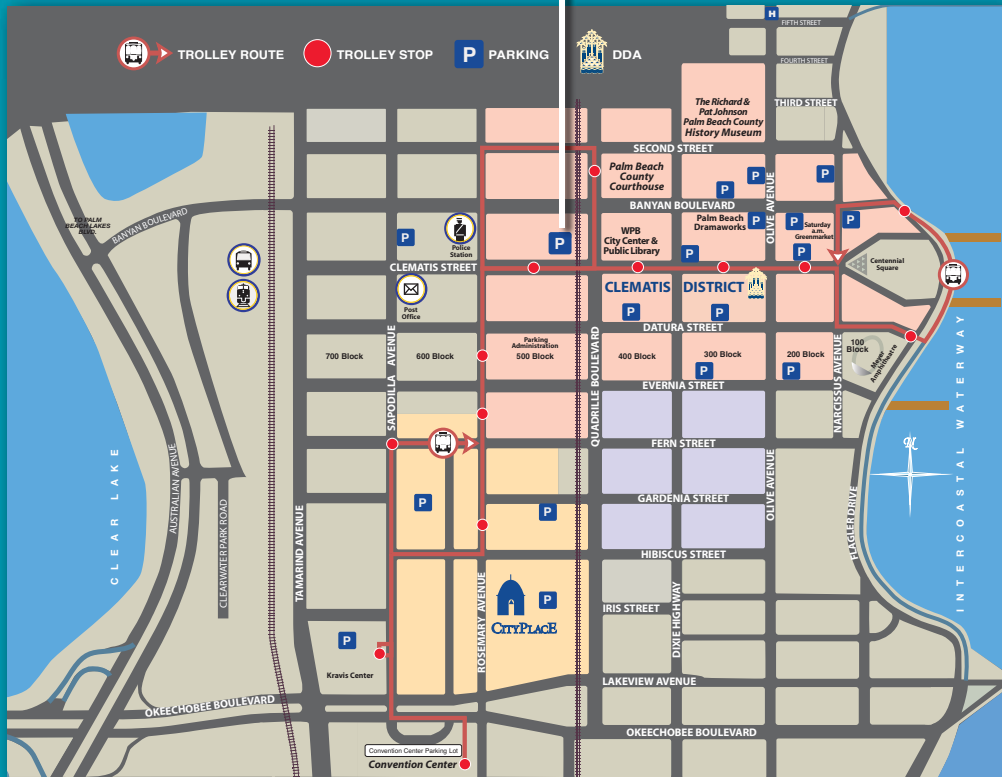 TROLLEY ROUTE
TROLLEY STOP
P
PARKING
DDA
H
FIFTH STREET
FOURTH STREET
THIRD STREET
The Richard &
Pat Johnson
Palm Beach County
History Museum
SECOND STREET
Palm Beach
County
Courthouse
P
P
P
OLIVE AVENUE
BANYAN BOULEVARD
TO PALM
BEACH LAKES
BLVD.
BANYAN BOULEVARD
P
Police
Station
P
WPB
City Center &
Public Library
Palm Beach
Dramaworks
P
P
P
Saturday
a.m.
Greenmarket
P
P
Centennial
Square
CLEMATIS STREET
Post
Office
CLEMATIS
DISTRICT
P
P
DATURA STREET
SAPODILLA AVENUE
700 Block
600 Block
Parking
Administration
500 Block
QUADRILLE BOULEVARD
400 Block
300 Block
P
200 Block
P
NARCISSUS AVENUE
100
Block
Meyer
Amphitheatre
EVERNIA STREET
INTERCOASTAL WATERWAY
N
FERN STREET
CLEAR LAKE
AUSTRALIAN AVENUE
CLEARWATER PARK ROAD
TAMARIND AVENUE
P
P
GARDENIA STREET
OLIVE AVENUE
FLAGLER DRIVE
HIBISCUS STREET
ROSEMARY AVENUE
P
CITYPLACE
IRIS STREET
DIXIE HIGHWAY
P
Kravis Center
LAKEVIEW AVENUE
OKEECHOBEE BOULEVARD
OKEECHOBEE BOULEVARD
Convention Center Parking Lot
Convention Center